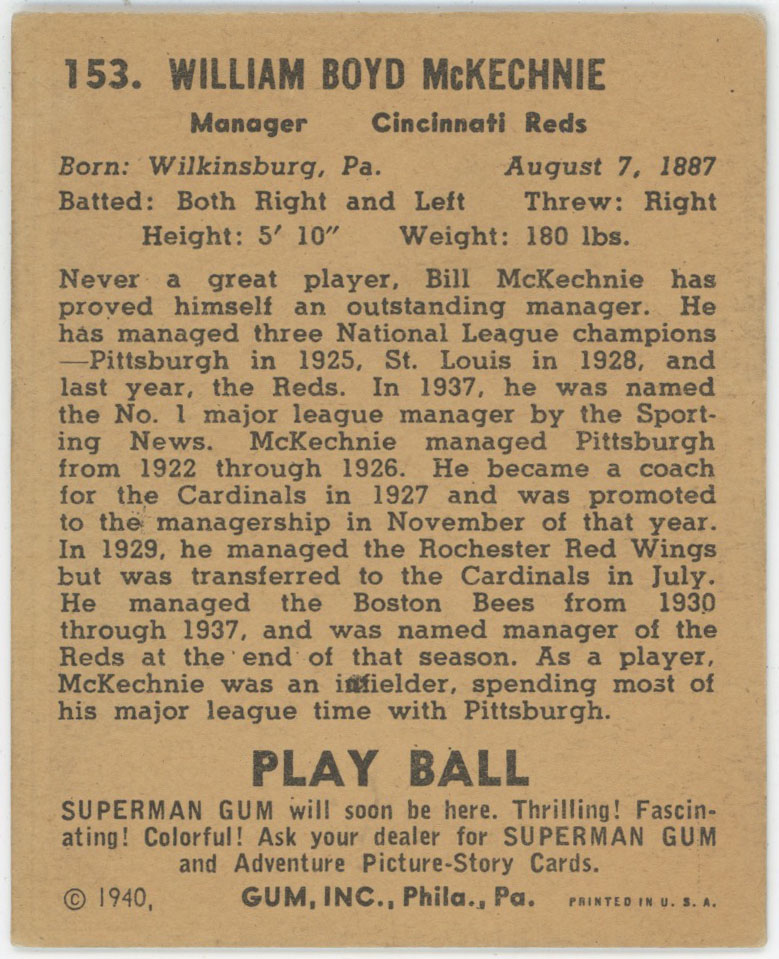 153. WILLIAM BOYD McKECHNIE
Manager Cincinnati Reds
Born: Wilkinsburg, Pa. August 7, 1887
Batted: Both Right and Left Threw: Right
Height: 5′ 10″ Weight: 180 lbs.
Never a great player, Bill McKechnie has
proved himself an outstanding manager. He
has managed three National League champions
—Pittsburgh in 1925, St. Louis in 1928, and
last year, the Reds. In 1937, he was named
the No. 1 major league manager by the Sport-
ing News. McKechnie managed Pittsburgh
from 1922 through 1926. He became a coach
for the Cardinals in 1927 and was promoted
to the managership in November of that year.
In 1929, he managed the Rochester Red Wings
but was transferred to the Cardinals in July.
He managed the Boston Bees from 1930
through 1937, and was named manager of the
Reds at the end of that season. As a player,
McKechnie was an infielder, spending most of
his major league time with Pittsburgh.
PLAY BALL
SUPERMAN GUM will soon be here. Thrilling! Fascin-
ating! Colorful! Ask your dealer for SUPERMAN GUM
and Adventure Picture-Story Cards.
© 1940, GUM, INC., Phila., Pa. PRINTED IN U. S. A.